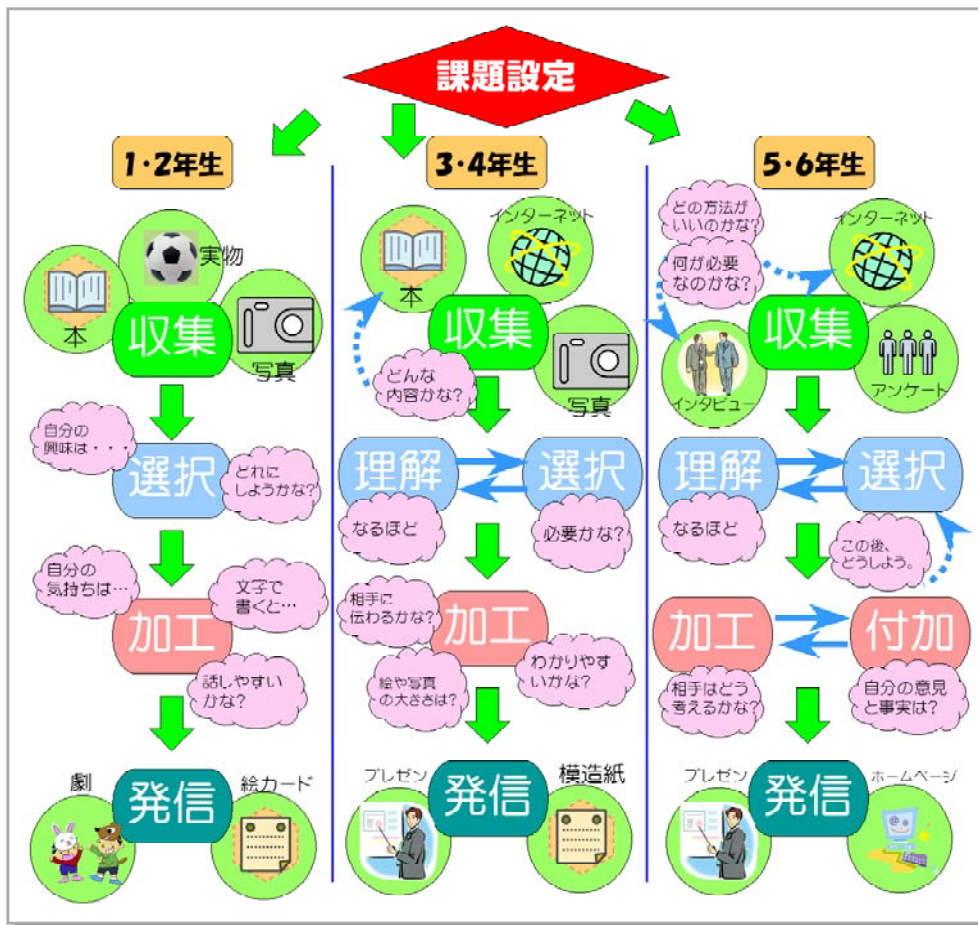 課題設定
1・2年生
実物
本
収集
写真
自分の
興味は・・・
選択
どれに
しようかな?
自分の
気持ちは…
文字で
書くと…
加工
話しやすい
かな?
劇
発信
絵カード
3・4年生
インターネット
本
収集
どんな
内容かな?
写真
理解
選択
なるほど
必要かな?
相手に
伝わるかな?
加工
わかりやす
いかな?
絵や写真
の大きさは?
プレゼン
発信
模造紙
5・6年生
どの方法が
いいのかな?
インターネット
何が必要
なのかな?
収集
インタビュー
アンケート
理解
選択
なるほど
この後、
どうしよう。
加工
付加
相手はどう
考えるかな?
自分の意見
と事実は?
プレゼン
発信
ホームページ